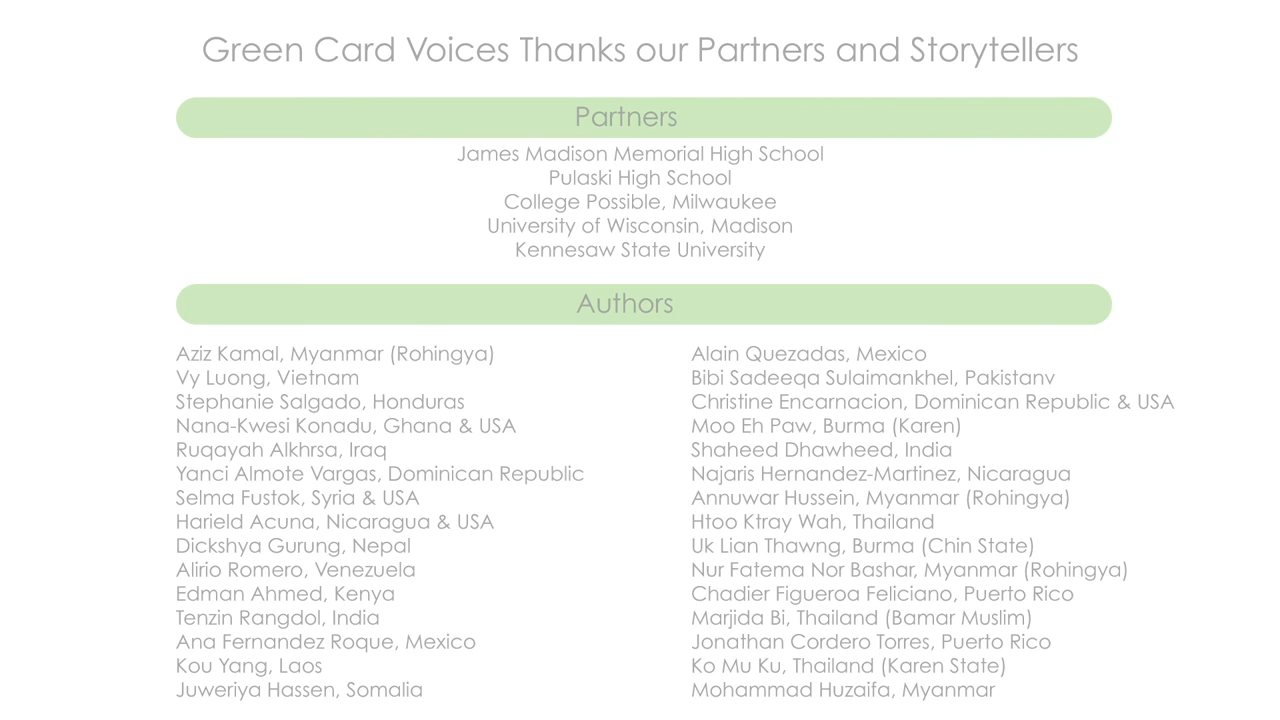 Green Card Voices Thanks our Partners and Storytellers
Partners
James Madison Memorial High School
Pulaski High School
College Possible, Milwaukee
University of Wisconsin, Madison
Kennesaw State University
Authors
Aziz Kamal, Myanmar (Rohingya)
Vy Luong, Vietnam
Stephanie Salgado, Honduras
Nana-Kwesi Konadu, Ghana & USA
Ruqayah Alkhrsa, Iraq
Yanci Almote Vargas, Dominican Republic
Selma Fustok, Syria & USA
Harield Acuna, Nicaragua & USA
Dickshya Gurung, Nepal
Alirio Romero, Venezuela
Edman Ahmed, Kenya
Tenzin Rangdol, India
Ana Fernandez Roque, Mexico
Kou Yang, Laos
Juweriya Hassen, Somalia
Alain Quezadas, Mexico
Bibi Sadeeqa Sulaimankhel, Pakistanv
Christine Encarnacion, Dominican Republic & USA
Moo Eh Paw, Burma (Karen)
Shaheed Dhawheed, India
Najaris Hernandez-Martinez, Nicaragua
Annuwar Hussein, Myanmar (Rohingya)
Htoo Ktray Wah, Thailand
Uk Lian Thawng, Burma (Chin State)
Nur Fatema Nor Bashar, Myanmar (Rohingya)
Chadier Figueroa Feliciano, Puerto Rico
Marjida Bi, Thailand (Bamar Muslim)
Jonathan Cordero Torres, Puerto Rico
Ko Mu Ku, Thailand (Karen State)
Mohammad Huzaifa, Myanmar